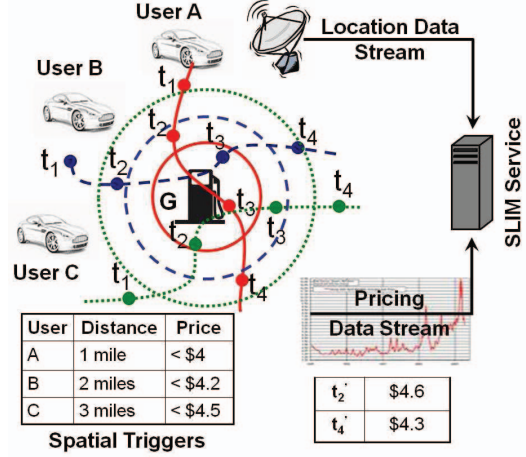 User A
Location Data
Stream
User B
t1
t2
t3
t4
t1
t2
G
t3
t4
t2
t3
SLIM Service
User C
t1
t4
Pricing
Data Stream
User Distance Price
A 1 mile < $4
B 2 miles < $4.2
C 3 miles < $4.5
Spatial Triggers
t2' $4.6
t4' $4.3